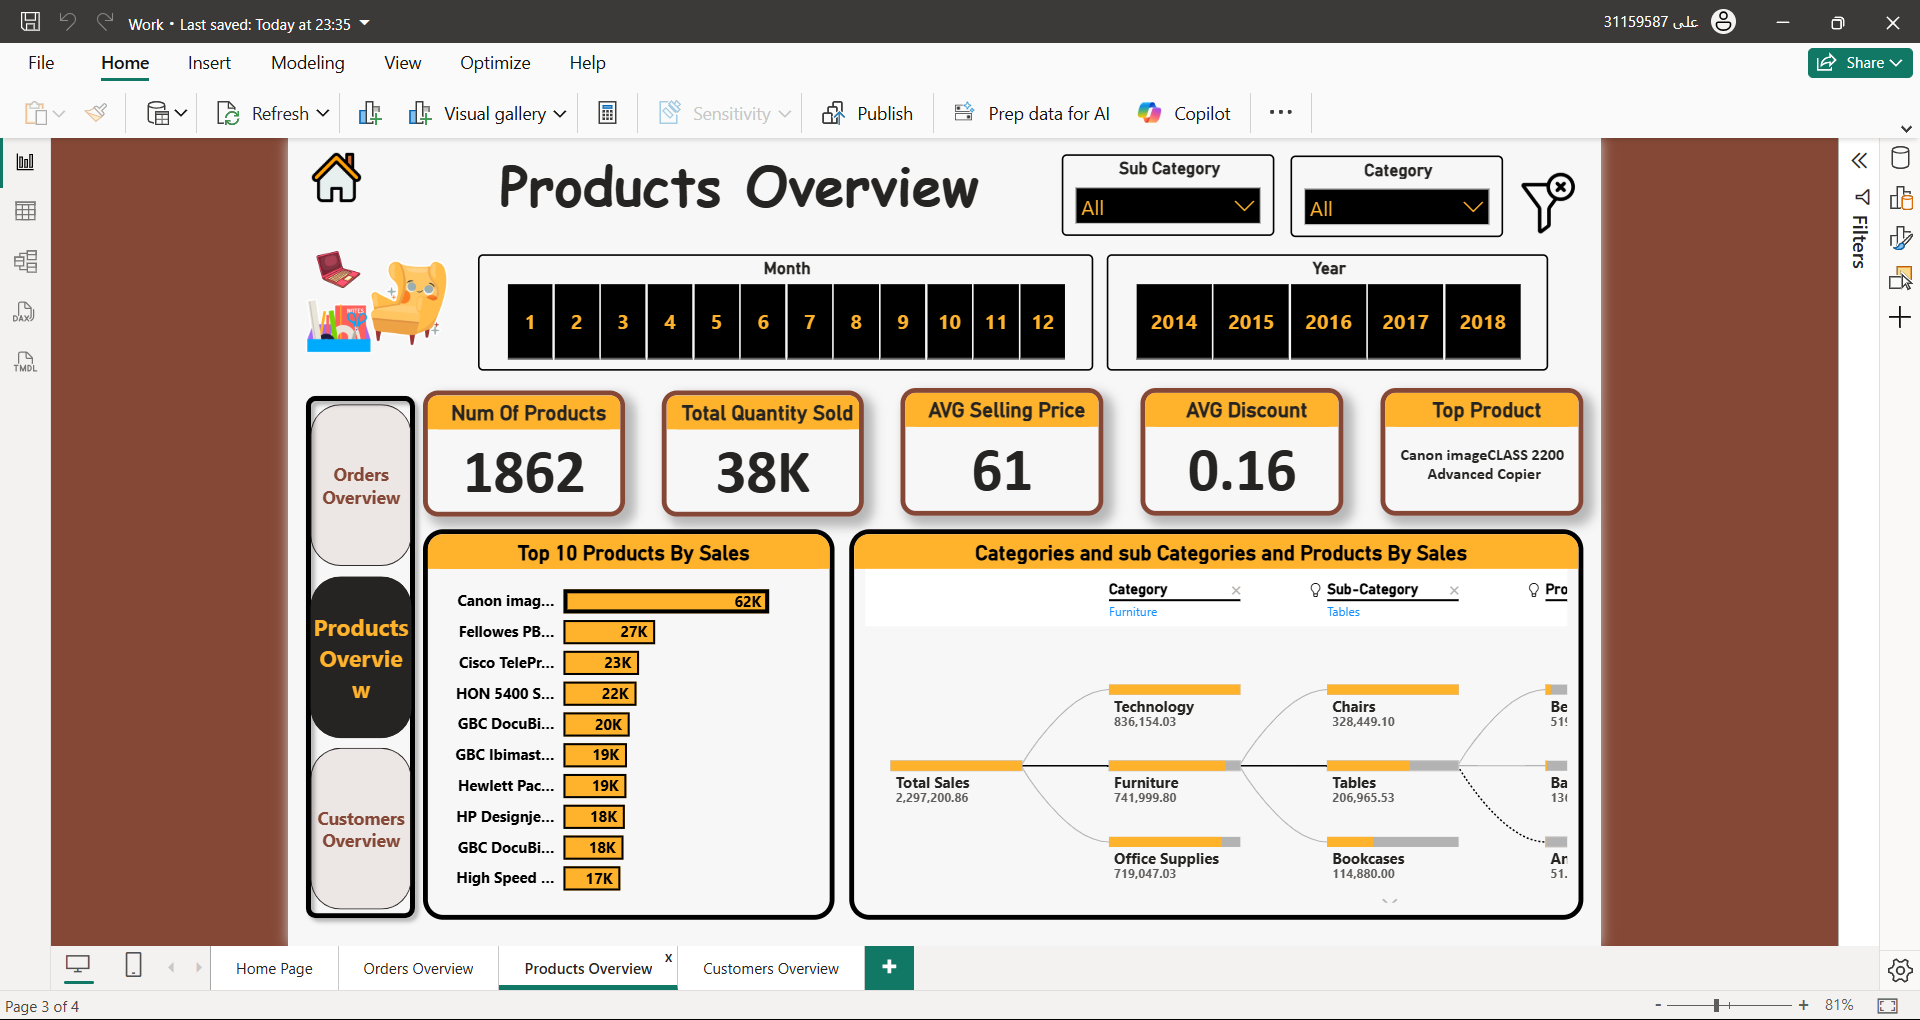 Work • Last saved: Today at 23:35
31159587 على
File Home Insert Modeling View Optimize Help
Share
Refresh Visual gallery Sensitivity Publish Prep data for AI Copilot
DAX
TMDL
Products Overview
Sub Category
All
Category
All
Filters
NOTES
Month
1 2 3 4 5 6 7 8 9 10 11 12
Year
2014 2015 2016 2017 2018
Orders
Overview
Products
Overvie
w
Customers
Overview
Num Of Products
1862
Total Quantity Sold
38K
AVG Selling Price
61
AVG Discount
0.16
Top Product
Canon imageCLASS 2200
Advanced Copier
Top 10 Products By Sales
Canon imag... 62K
Fellowes PB... 27K
Cisco TelePr... 23K
HON 5400 S... 22K
GBC DocuBi... 20K
GBC Ibimast... 19K
Hewlett Pac... 19K
HP Designje... 18K
GBC DocuBi... 18K
High Speed ... 17K
Categories and sub Categories and Products By Sales
Category
Furniture
Sub-Category
Tables
Pro
Total Sales
2,297,200.86
Technology
836,154.03
Furniture
741,999.80
Office Supplies
719,047.03
Chairs
328,449.10
Tables
206,965.53
Bookcases
114,880.00
Be
519
Ba
136
An
51.
Home Page Orders Overview Products Overview x Customers Overview +
Page 3 of 4
- + 81%